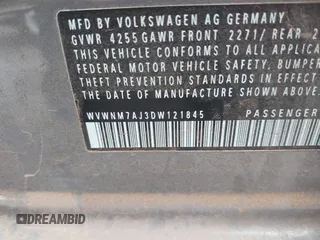 MFD BY VOLKSWAGEN AG GERMANY
GVWR 4255 GAWR FRONT 2271/ REAR 2
THIS VEHICLE CONFORMS TO ALL APPLICA
FEDERAL MOTOR VEHICLE SAFETY, BUMPER
THEFT PREVENTION STANDARDS IN EFFECT
DATE OF MANUFACTURE SHOWN ABOVE.
WVWNM7AJ3DW121845 PASSENGER
DREAMBID